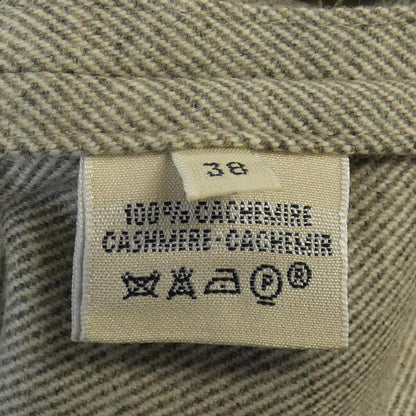 38
100% CACHEMIRE
CASHMERE-CACHEMIR
P ®